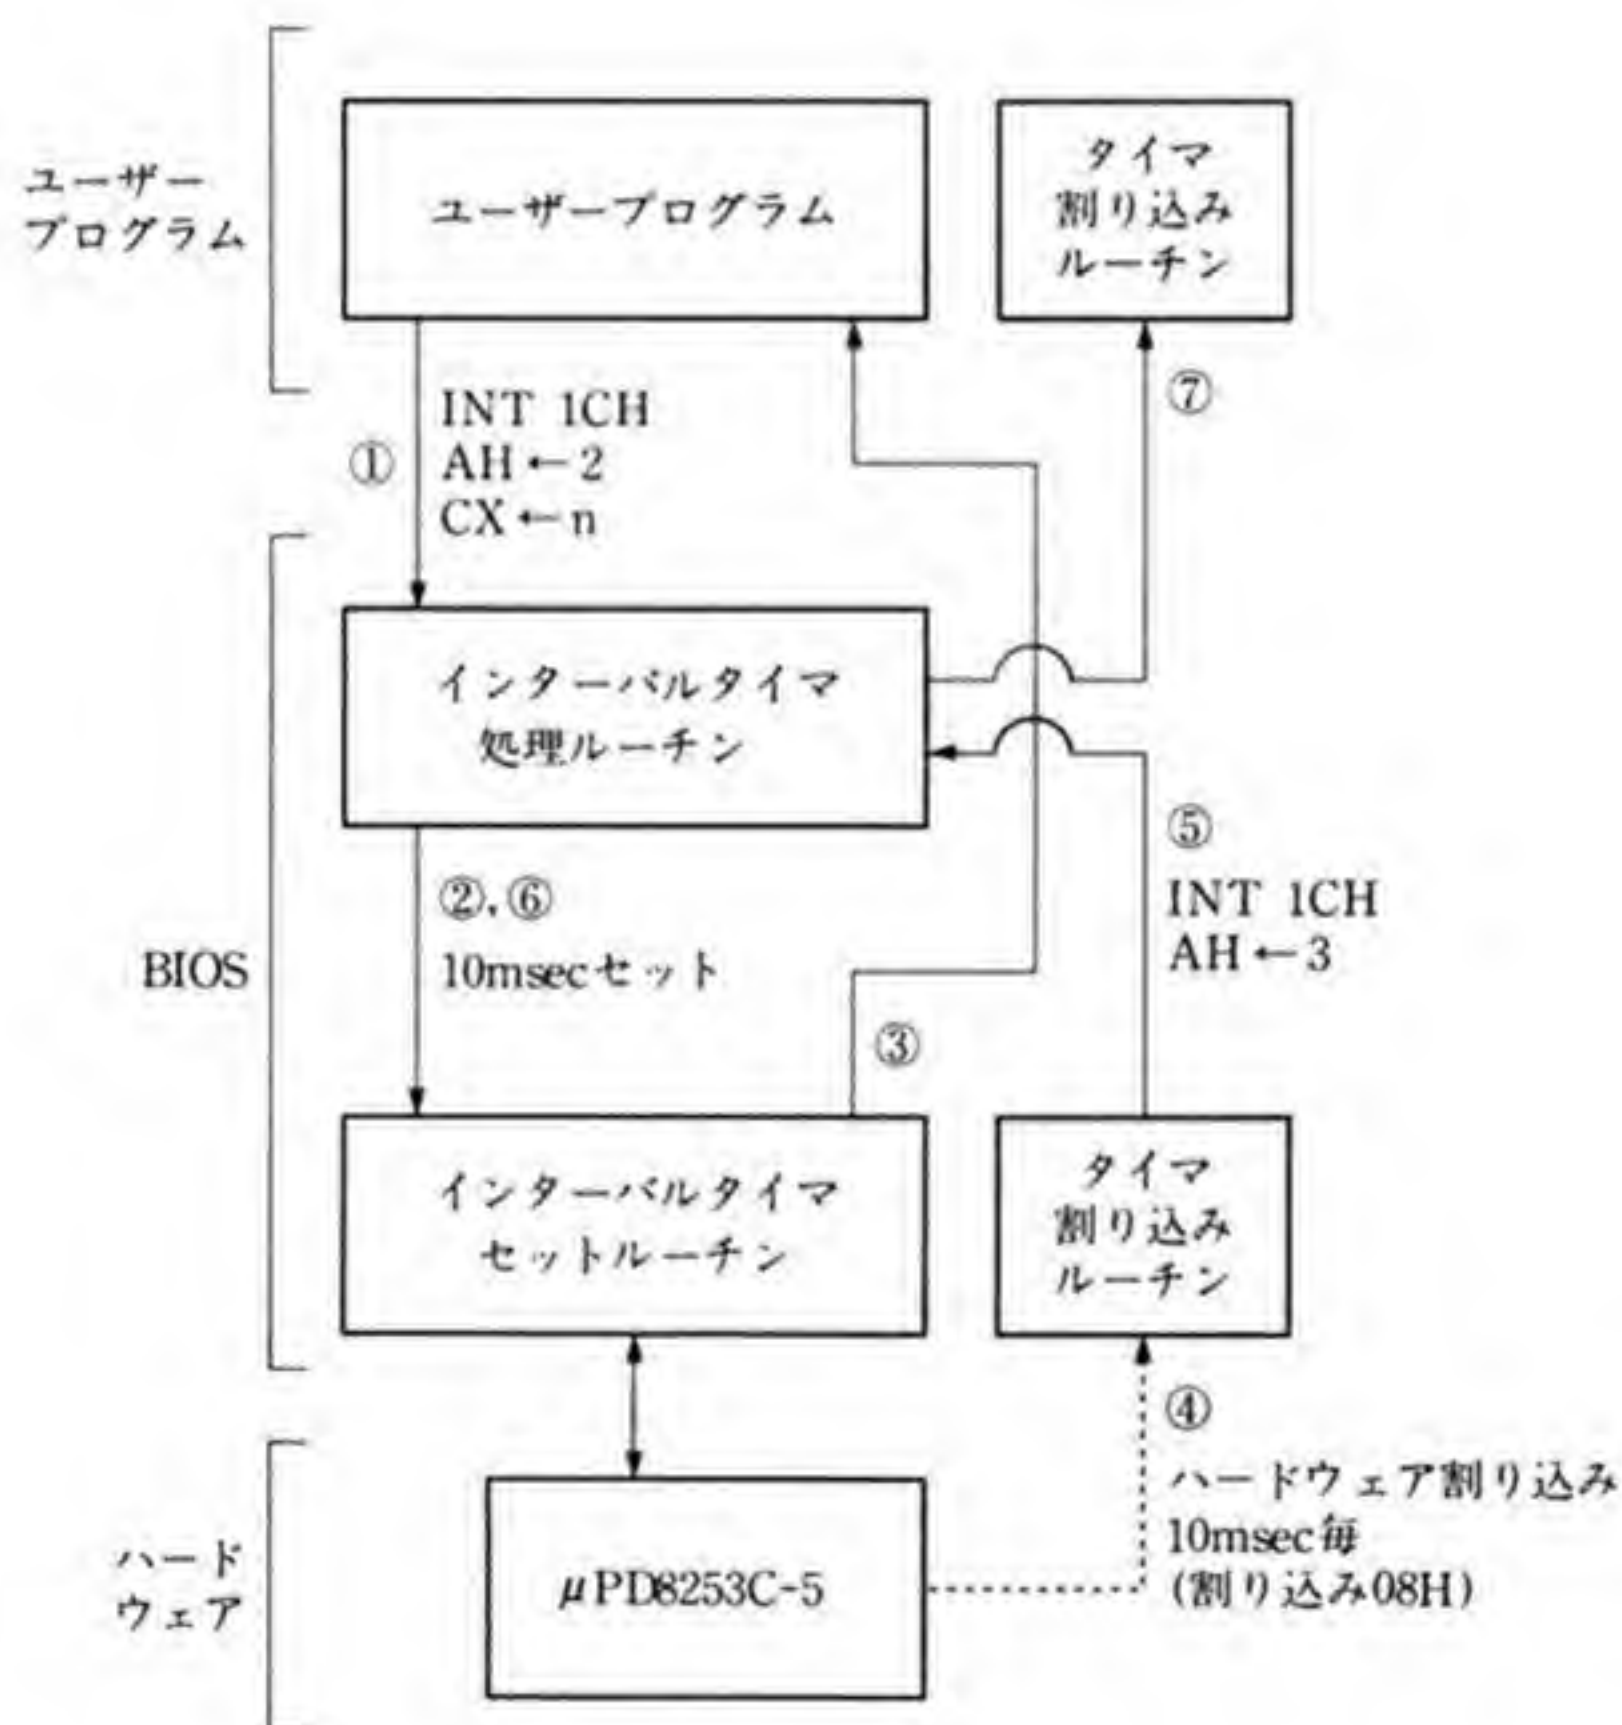 ユーザー
プログラム
ユーザープログラム
タイマ
割り込み
ルーチン
①
INT 1CH
AH←2
CX←n
⑦
BIOS
インターバルタイマ
処理ルーチン
②,⑥
10msecセット
③
⑤
INT 1CH
AH←3
インターバルタイマ
セットルーチン
タイマ
割り込み
ルーチン
④
ハードウェア割り込み
10msec毎
(割り込み08H)
ハード
ウェア
μPD8253C-5